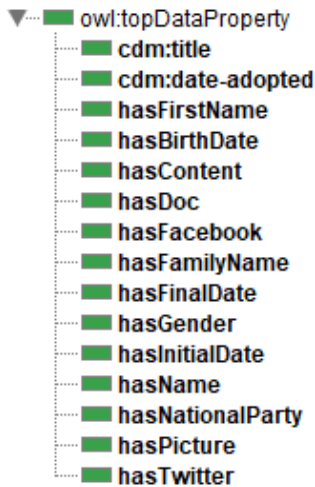 owl:topDataProperty
cdm:title
cdm:date-adopted
hasFirstName
hasBirthDate
hasContent
hasDoc
hasFacebook
hasFamilyName
hasFinalDate
hasGender
hasInitialDate
hasName
hasNationalParty
hasPicture
hasTwitter